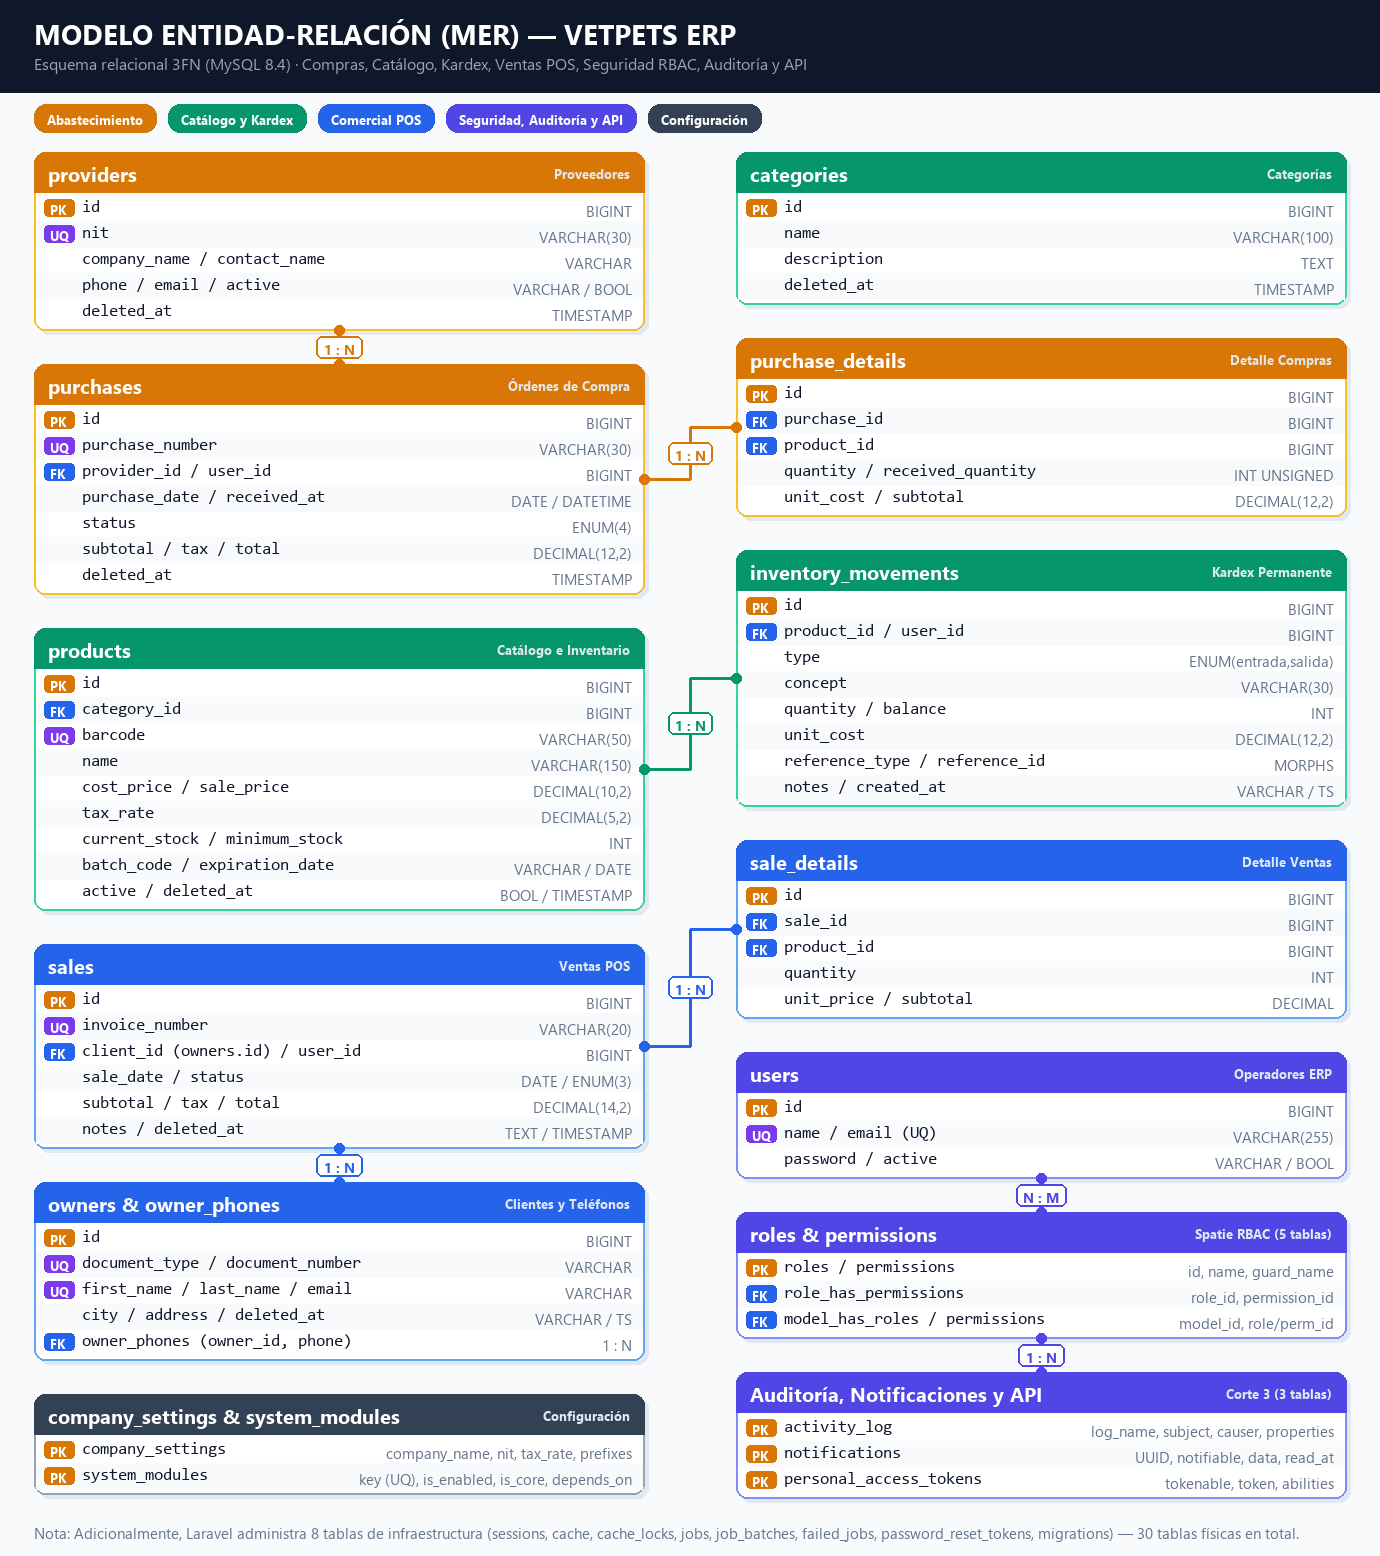 MODELO ENTIDAD-RELACIÓN (MER) — VETPETS ERP
Esquema relacional 3FN (MySQL 8.4) · Compras, Catálogo, Kardex, Ventas POS, Seguridad RBAC, Auditoría y API
Abastecimiento
Catálogo y Kardex
Comercial POS
Seguridad, Auditoría y API
Configuración
providers Proveedores
PK id BIGINT
UQ nit VARCHAR(30)
company_name / contact_name VARCHAR
phone / email / active VARCHAR / BOOL
deleted_at TIMESTAMP
1 : N
purchases Órdenes de Compra
PK id BIGINT
UQ purchase_number VARCHAR(30)
FK provider_id / user_id BIGINT
purchase_date / received_at DATE / DATETIME
status ENUM(4)
subtotal / tax / total DECIMAL(12,2)
deleted_at TIMESTAMP
1 : N
products Catálogo e Inventario
PK id BIGINT
FK category_id BIGINT
UQ barcode VARCHAR(50)
name VARCHAR(150)
cost_price / sale_price DECIMAL(10,2)
tax_rate DECIMAL(5,2)
current_stock / minimum_stock INT
batch_code / expiration_date VARCHAR / DATE
active / deleted_at BOOL / TIMESTAMP
1 : N
sales Ventas POS
PK id BIGINT
UQ invoice_number VARCHAR(20)
FK client_id (owners.id) / user_id BIGINT
sale_date / status DATE / ENUM(3)
subtotal / tax / total DECIMAL(14,2)
notes / deleted_at TEXT / TIMESTAMP
1 : N
1 : N
owners & owner_phones Clientes y Teléfonos
PK id BIGINT
UQ document_type / document_number VARCHAR
UQ first_name / last_name / email VARCHAR
city / address / deleted_at VARCHAR / TS
FK owner_phones (owner_id, phone) 1 : N
company_settings & system_modules Configuración
PK company_settings company_name, nit, tax_rate, prefixes
PK system_modules key (UQ), is_enabled, is_core, depends_on
categories Categorías
PK id BIGINT
name VARCHAR(100)
description TEXT
deleted_at TIMESTAMP
purchase_details Detalle Compras
PK id BIGINT
FK purchase_id BIGINT
FK product_id BIGINT
quantity / received_quantity INT UNSIGNED
unit_cost / subtotal DECIMAL(12,2)
inventory_movements Kardex Permanente
PK id BIGINT
FK product_id / user_id BIGINT
type ENUM(entrada,salida)
concept VARCHAR(30)
quantity / balance INT
unit_cost DECIMAL(12,2)
reference_type / reference_id MORPHS
notes / created_at VARCHAR / TS
sale_details Detalle Ventas
PK id BIGINT
FK sale_id BIGINT
FK product_id BIGINT
quantity INT
unit_price / subtotal DECIMAL
users Operadores ERP
PK id BIGINT
UQ name / email (UQ) VARCHAR(255)
password / active VARCHAR / BOOL
N : M
roles & permissions Spatie RBAC (5 tablas)
PK roles / permissions id, name, guard_name
FK role_has_permissions role_id, permission_id
FK model_has_roles / permissions model_id, role/perm_id
1 : N
Auditoría, Notificaciones y API Corte 3 (3 tablas)
PK activity_log log_name, subject, causer, properties
PK notifications UUID, notifiable, data, read_at
PK personal_access_tokens tokenable, token, abilities
Nota: Adicionalmente, Laravel administra 8 tablas de infraestructura (sessions, cache, cache_locks, jobs, job_batches, failed_jobs, password_reset_tokens, migrations) — 30 tablas físicas en total.